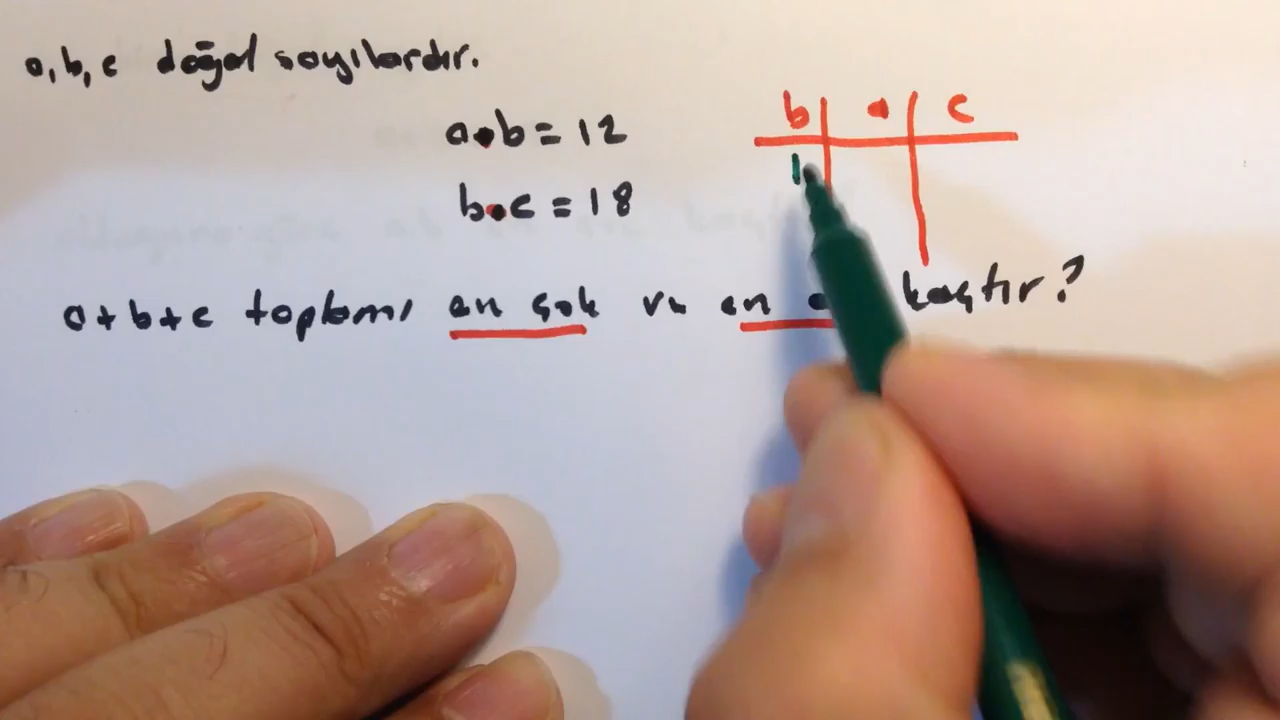 a, b, c doğal sayılardır.
a•b = 12
b•c = 18
b a c
1
a+b+c toplamı en çok ve en kaçtır?